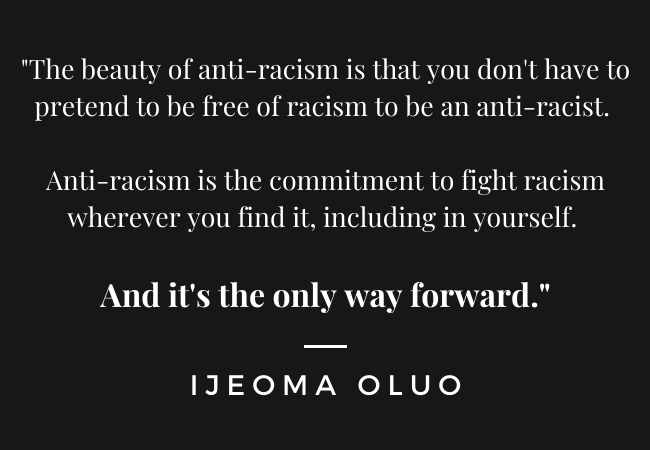 "The beauty of anti-racism is that you don't have to
pretend to be free of racism to be an anti-racist.
Anti-racism is the commitment to fight racism
wherever you find it, including in yourself.
And it's the only way forward."
IJEOMA OLUO